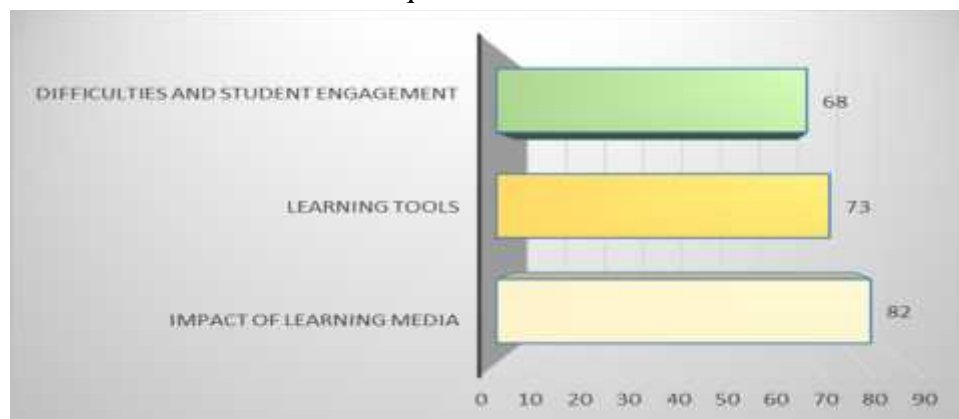 DIFFICULTIES AND STUDENT ENGAGEMENT
68
LEARNING TOOLS
73
IMPACT OF LEARNING MEDIA
82
0 10 20 30 40 50 60 70 80 90